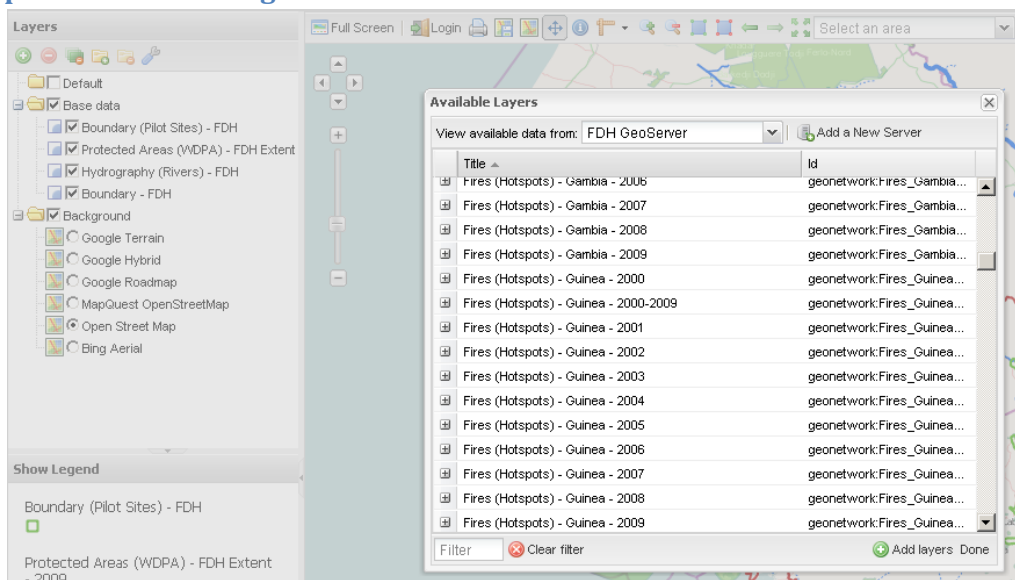 Layers
Full Screen
Login
Select an area
Default
Base data
Boundary (Pilot Sites) - FDH
Protected Areas (WDPA) - FDH Extent
Hydrography (Rivers) - FDH
Boundary - FDH
Background
Google Terrain
Google Hybrid
Google Roadmap
MapQuest OpenStreetMap
Open Street Map
Bing Aerial
Show Legend
Boundary (Pilot Sites) - FDH
Protected Areas (WDPA) - FDH Extent
- 2009
Available Layers
View available data from: FDH GeoServer Add a New Server
Title Id
Fires (Hotspots) - Gambia - 2006 geonetwork:Fires_Gambia...
Fires (Hotspots) - Gambia - 2007 geonetwork:Fires_Gambia...
Fires (Hotspots) - Gambia - 2008 geonetwork:Fires_Gambia...
Fires (Hotspots) - Gambia - 2009 geonetwork:Fires_Gambia...
Fires (Hotspots) - Guinea - 2000 geonetwork:Fires_Guinea...
Fires (Hotspots) - Guinea - 2000-2009 geonetwork:Fires_Guinea...
Fires (Hotspots) - Guinea - 2001 geonetwork:Fires_Guinea...
Fires (Hotspots) - Guinea - 2002 geonetwork:Fires_Guinea...
Fires (Hotspots) - Guinea - 2003 geonetwork:Fires_Guinea...
Fires (Hotspots) - Guinea - 2004 geonetwork:Fires_Guinea...
Fires (Hotspots) - Guinea - 2005 geonetwork:Fires_Guinea...
Fires (Hotspots) - Guinea - 2006 geonetwork:Fires_Guinea...
Fires (Hotspots) - Guinea - 2007 geonetwork:Fires_Guinea...
Fires (Hotspots) - Guinea - 2008 geonetwork:Fires_Guinea...
Fires (Hotspots) - Guinea - 2009 geonetwork:Fires_Guinea...
Filter Clear filter Add layers Done